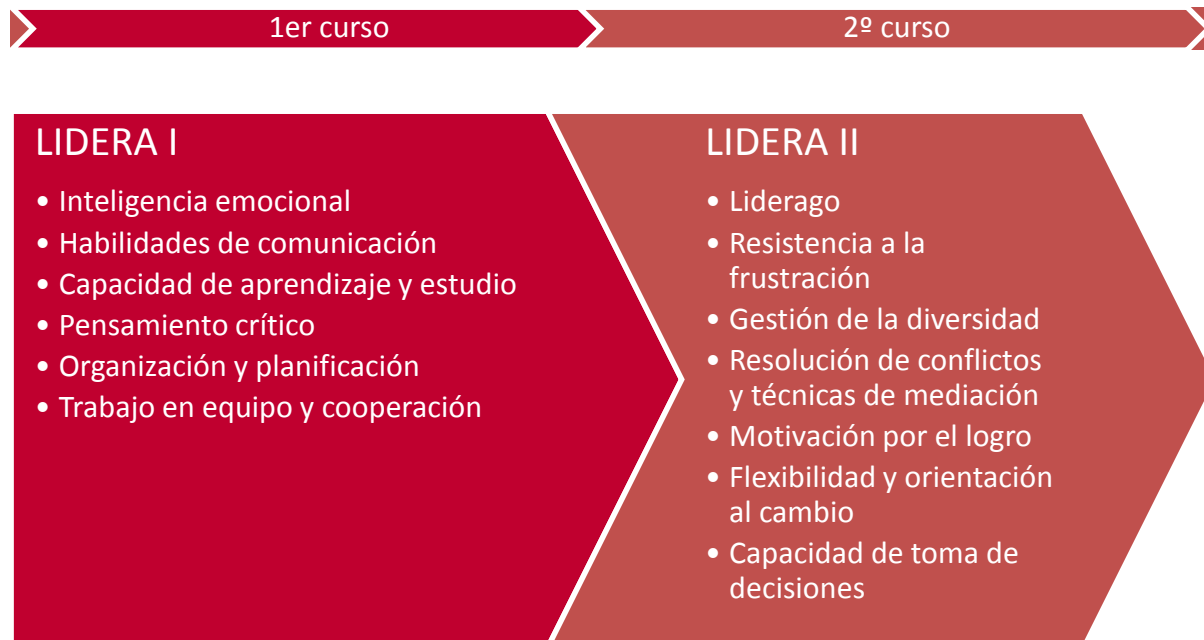 1er curso
2º curso
LIDERA I
• Inteligencia emocional
• Habilidades de comunicación
• Capacidad de aprendizaje y estudio
• Pensamiento crítico
• Organización y planificación
• Trabajo en equipo y cooperación
LIDERA II
• Liderago
• Resistencia a la
frustración
• Gestión de la diversidad
• Resolución de conflictos
y técnicas de mediación
• Motivación por el logro
• Flexibilidad y orientación
al cambio
• Capacidad de toma de
decisiones